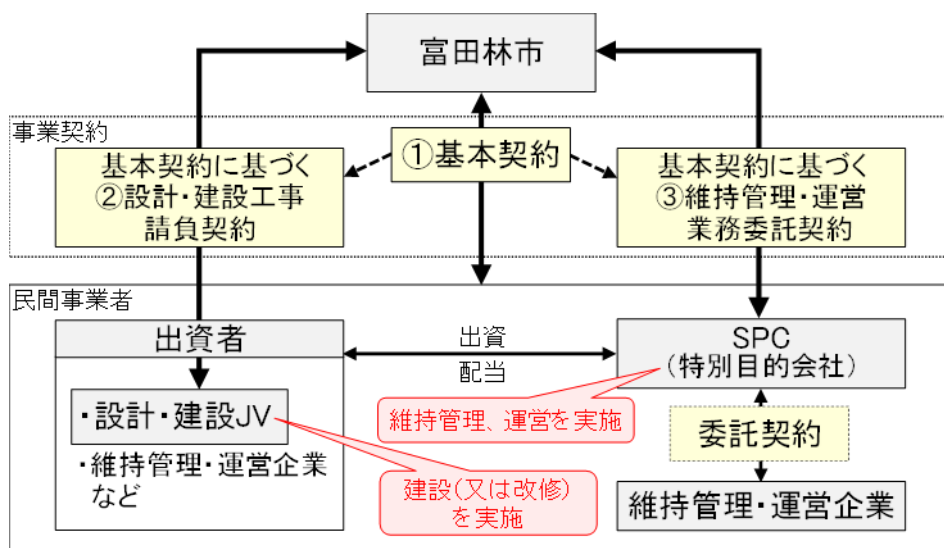 富田林市
事業契約
①基本契約
基本契約に基づく
②設計・建設工事
請負契約
基本契約に基づく
③維持管理・運営
業務委託契約
民間事業者
出資者
・設計・建設JV
・維持管理・運営企業
など
出資
配当
SPC
(特別目的会社)
維持管理、運営を実施
建設(又は改修)
を実施
委託契約
維持管理・運営企業